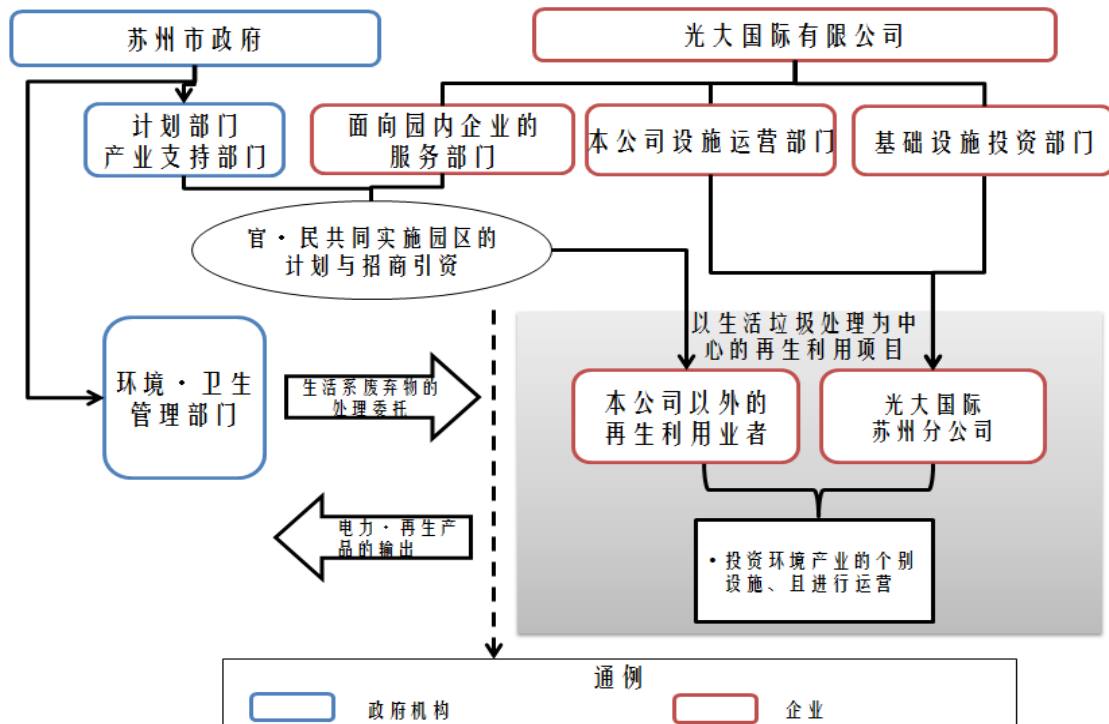 苏州市政府
光大国际有限公司
计划部门
产业支持部门
面向园内企业的
服务部门
本公司设施运营部门
基础设施投资部门
官·民共同实施园区的
计划与招商引资
以生活垃圾处理为中
心的再生利用项目
环境·卫生
管理部门
生活系废弃物的
处理委托
本公司以外的
再生利用业者
光大国际
苏州分公司
电力·再生产
品的输出
•投资环境产业的个别
设施、且进行运营
通例
政府机构
企业